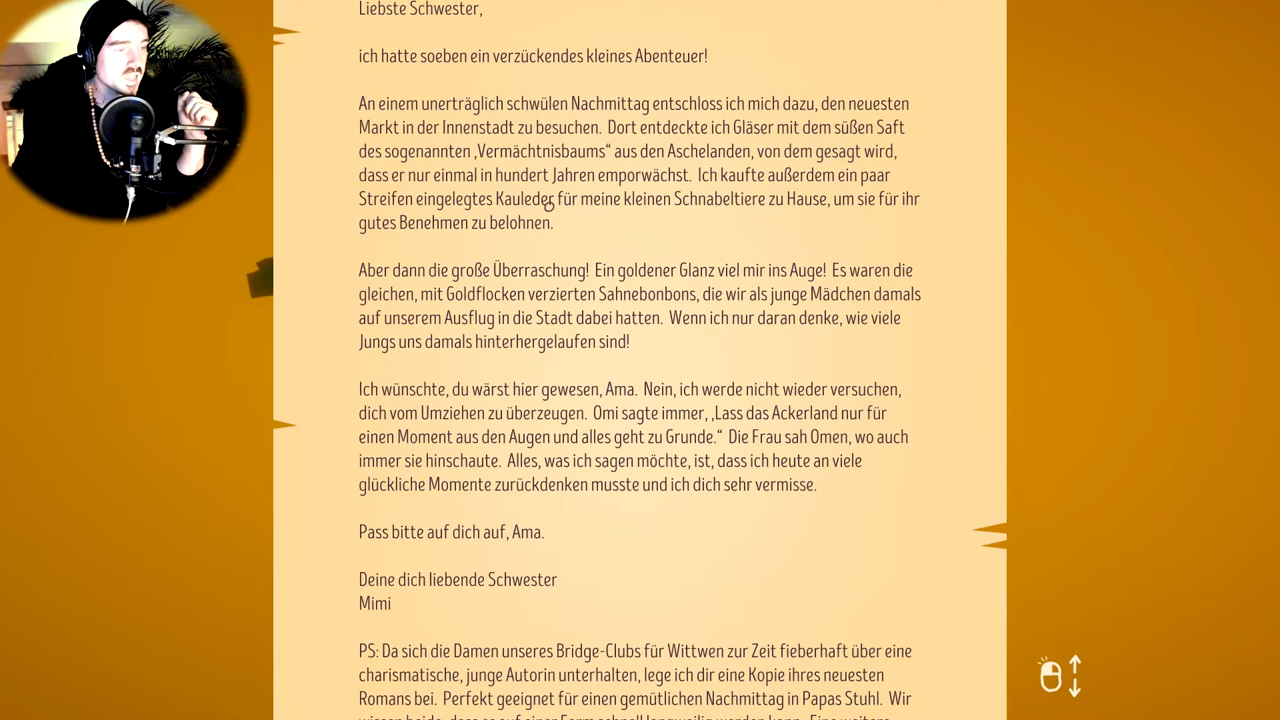 Liebste Schwester,
ich hatte soeben ein verzückendes kleines Abenteuer!
An einem unerträglich schwülen Nachmittag entschloss ich mich dazu, den neuesten
Markt in der Innenstadt zu besuchen. Dort entdeckte ich Gläser mit dem süßen Saft
des sogenannten ‚Vermächtnisbaums“ aus den Aschelanden, von dem gesagt wird,
dass er nur einmal in hundert Jahren emporwächst. Ich kaufte außerdem ein paar
Streifen eingelegtes Kauleder für meine kleinen Schnabeltiere zu Hause, um sie für ihr
gutes Benehmen zu belohnen.
Aber dann die große Überraschung! Ein goldener Glanz viel mir ins Auge! Es waren die
gleichen, mit Goldflocken verzierten Sahnebonbons, die wir als junge Mädchen damals
auf unserem Ausflug in die Stadt dabei hatten. Wenn ich nur daran denke, wie viele
Jungs uns damals hinterhergelaufen sind!
Ich wünschte, du wärst hier gewesen, Ama. Nein, ich werde nicht wieder versuchen,
dich vom Umziehen zu überzeugen. Omi sagte immer, ‚Lass das Ackerland nur für
einen Moment aus den Augen und alles geht zu Grunde.“ Die Frau sah Omen, wo auch
immer sie hinschaute. Alles, was ich sagen möchte, ist, dass ich heute an viele
glückliche Momente zurückdenken musste und ich dich sehr vermisse.
Pass bitte auf dich auf, Ama.
Deine dich liebende Schwester
Mimi
PS: Da sich die Damen unseres Bridge-Clubs für Wittwen zur Zeit fieberhaft über eine
charismatische, junge Autorin unterhalten, lege ich dir eine Kopie ihres neuesten
Romans bei. Perfekt geeignet für einen gemütlichen Nachmittag in Papas Stuhl. Wir